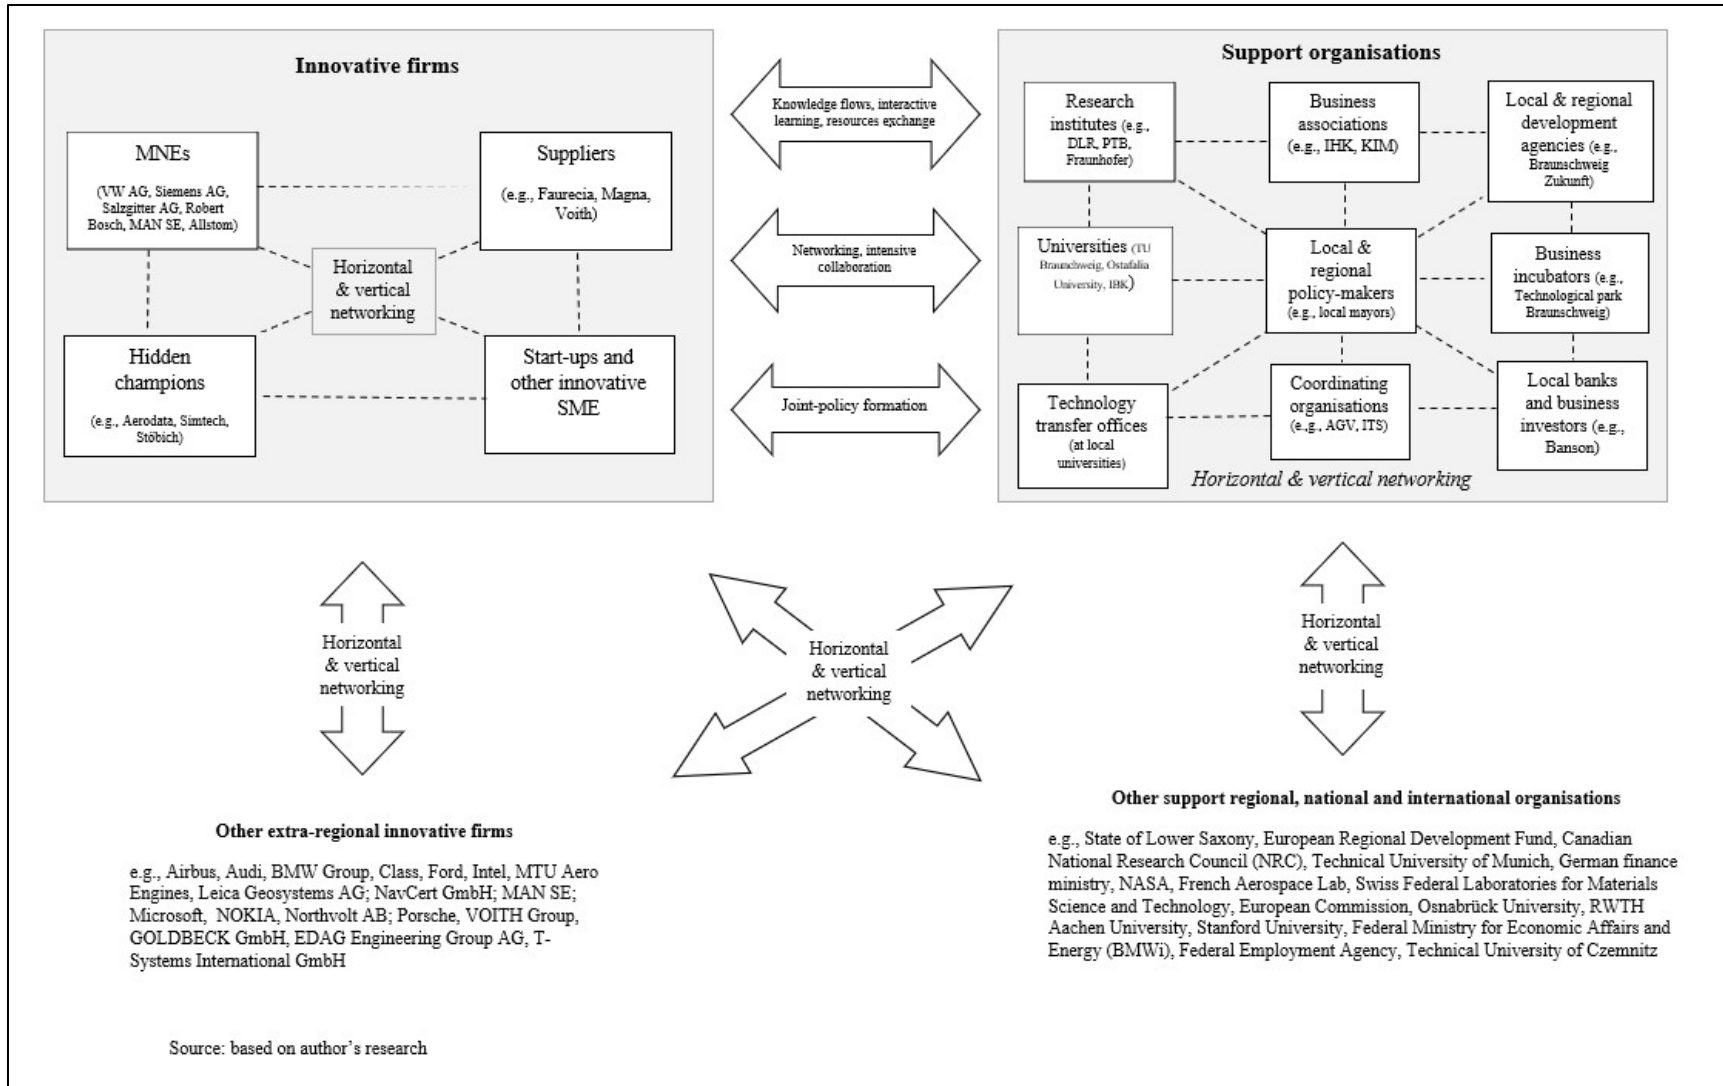 Innovative firms
MNEs
(VW AG, Siemens AG,
Salzgitter AG, Robert
Bosch, MAN SE, Allstom)
Suppliers
(e.g., Faurecia, Magna,
Voith)
Horizontal
& vertical
networking
Hidden
champions
(e.g., Aerodata, Simtech,
Stöbich)
Start-ups and
other innovative
SME
Knowledge flows, interactive
learning, resources exchange
Networking, intensive
collaboration
Joint-policy formation
Support organisations
Research
institutes (e.g.,
DLR, PTB,
Fraunhofer)
Business
associations
(e.g., IHK, KIM)
Local & regional
development
agencies (e.g.,
Braunschweig
Zukunft)
Universities (TU
Braunchweig, Ostafalia
University, IBK)
Local &
regional
policy-makers
(e.g., local mayors)
Business
incubators (e.g.,
Technological park
Braunschweig)
Technology
transfer offices
(at local
universities)
Coordinating
organisations
(e.,g., AGV, ITS)
Local banks
and business
investors (e.g.,
Banson)
Horizontal & vertical networking
Horizontal
& vertical
networking
Horizontal
& vertical
networking
Horizontal
& vertical
networking
Other extra-regional innovative firms
e.g., Airbus, Audi, BMW Group, Class, Ford, Intel, MTU Aero
Engines, Leica Geosystems AG; NavCert GmbH; MAN SE;
Microsoft, NOKIA, Northvolt AB; Porsche, VOITH Group,
GOLDBECK GmbH, EDAG Engineering Group AG, T-
Systems International GmbH
Other support regional, national and international organisations
e.g., State of Lower Saxony, European Regional Development Fund, Canadian
National Research Council (NRC), Technical University of Munich, German finance
ministry, NASA, French Aerospace Lab, Swiss Federal Laboratories for Materials
Science and Technology, European Commission, Osnabrück University, RWTH
Aachen University, Stanford University, Federal Ministry for Economic Affairs and
Energy (BMWi), Federal Employment Agency, Technical University of Czemnitz
Source: based on author's research